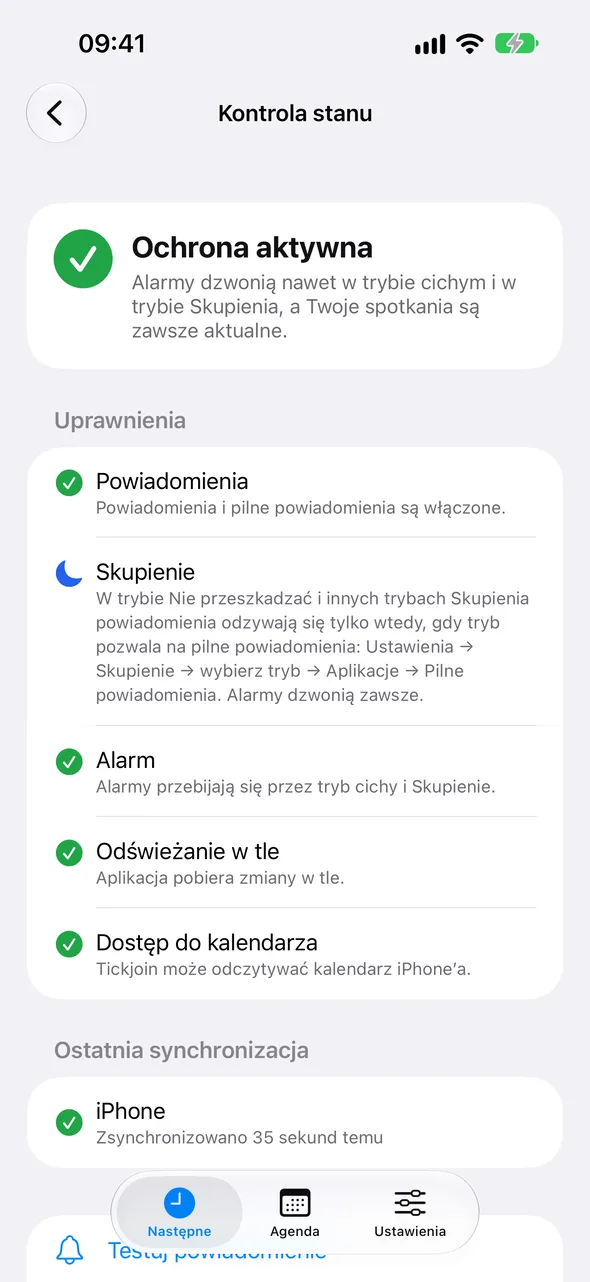 09:41
Kontrola stanu
Ochrona aktywna
Alarmy dzwonią nawet w trybie cichym i w
trybie Skupienia, a Twoje spotkania są
zawsze aktualne.
Uprawnienia
Powiadomienia
Powiadomienia i pilne powiadomienia są włączone.
Skupienie
W trybie Nie przeszkadzać i innych trybach Skupienia
powiadomienia odzywają się tylko wtedy, gdy tryb
pozwala na pilne powiadomienia: Ustawienia →
Skupienie → wybierz tryb → Aplikacje → Pilne
powiadomienia. Alarmy dzwonią zawsze.
Alarm
Alarmy przebijają się przez tryb cichy i Skupienie.
Odświeżanie w tle
Aplikacja pobiera zmiany w tle.
Dostęp do kalendarza
Tickjoin może odczytywać kalendarz iPhone’a.
Ostatnia synchronizacja
iPhone
Zsynchronizowano 35 sekund temu
Testuj powiadomienie
Następne
Agenda
Ustawienia